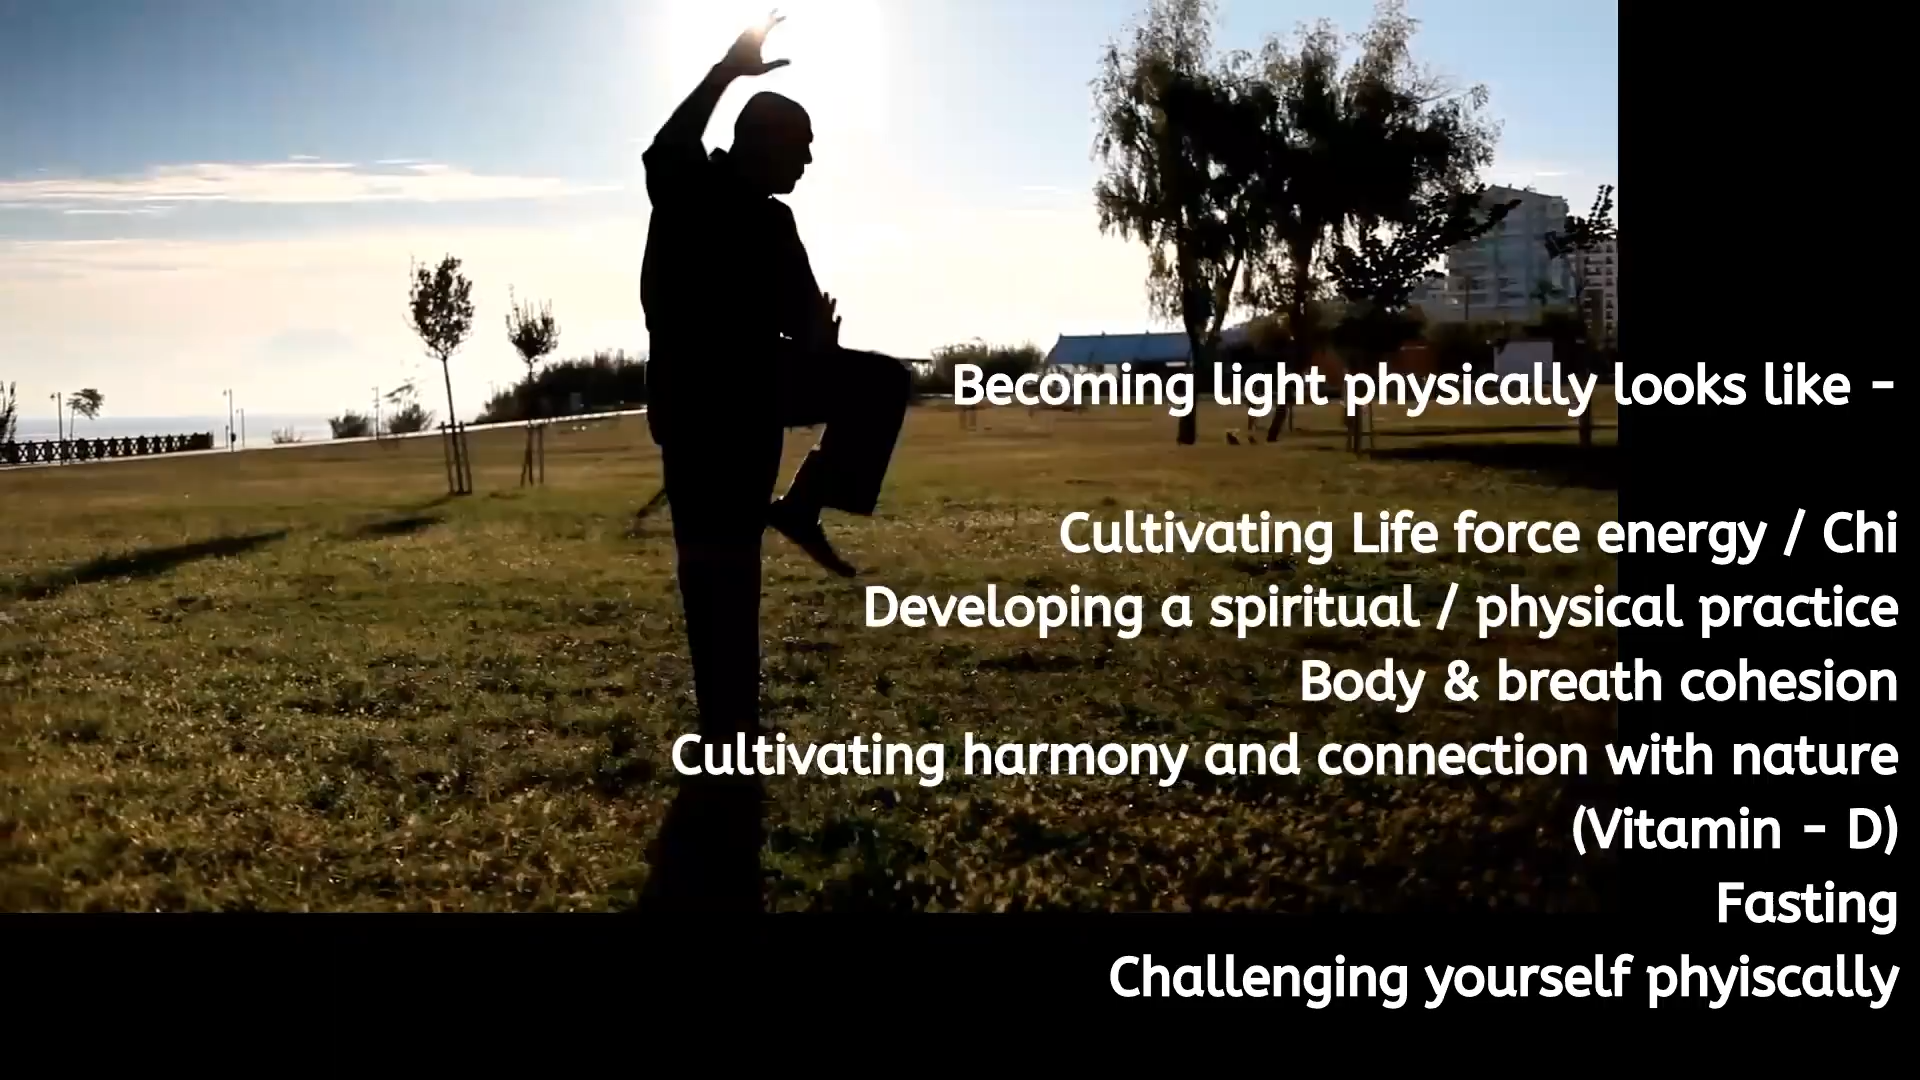 Becoming light physically looks like -
Cultivating Life force energy / Chi
Developing a spiritual / physical practice
Body & breath cohesion
Cultivating harmony and connection with nature
(Vitamin - D)
Fasting
Challenging yourself phyiscally